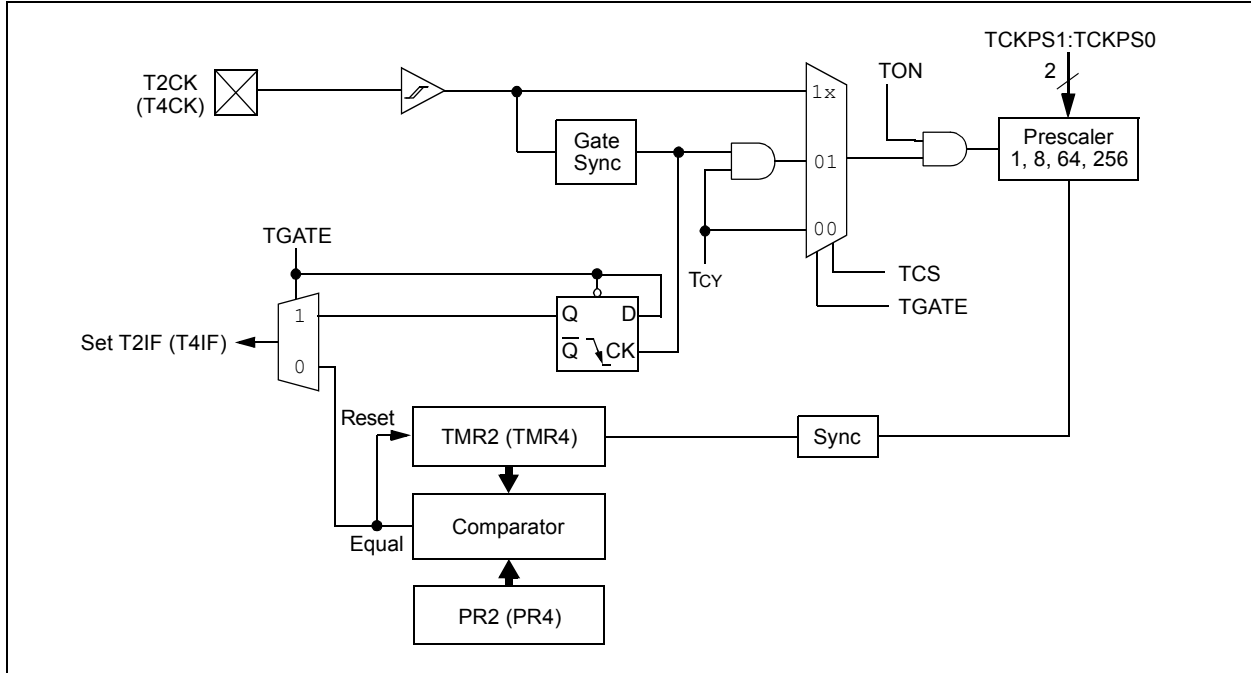 TCKPS1:TCKPS0
2
TON
T2CK
(T4CK)
1x
Gate
Sync
01
Prescaler
1, 8, 64, 256
00
TGATE
TCY
TCS
TGATE
1
Q
D
Set T2IF (T4IF)
Q
CK
0
Reset
TMR2 (TMR4)
Sync
Comparator
Equal
PR2 (PR4)